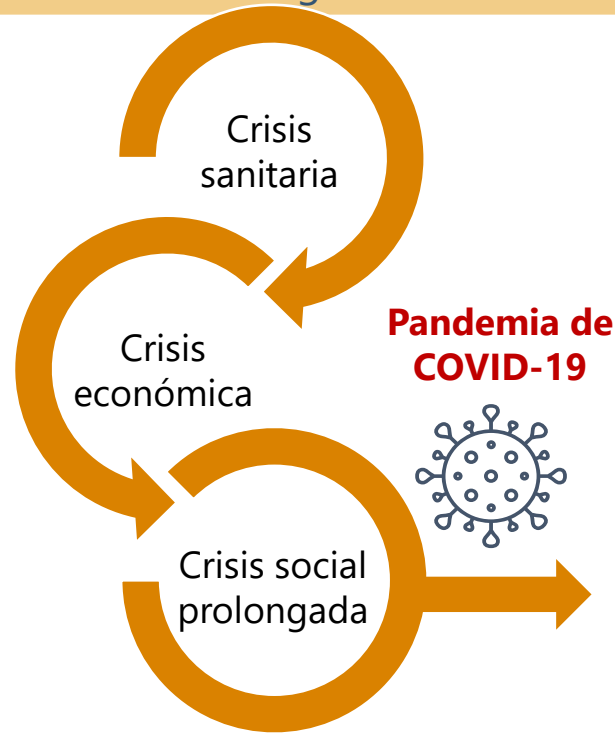 Crisis
sanitaria
Crisis
económica
Pandemia de
COVID-19
Crisis social
prolongada